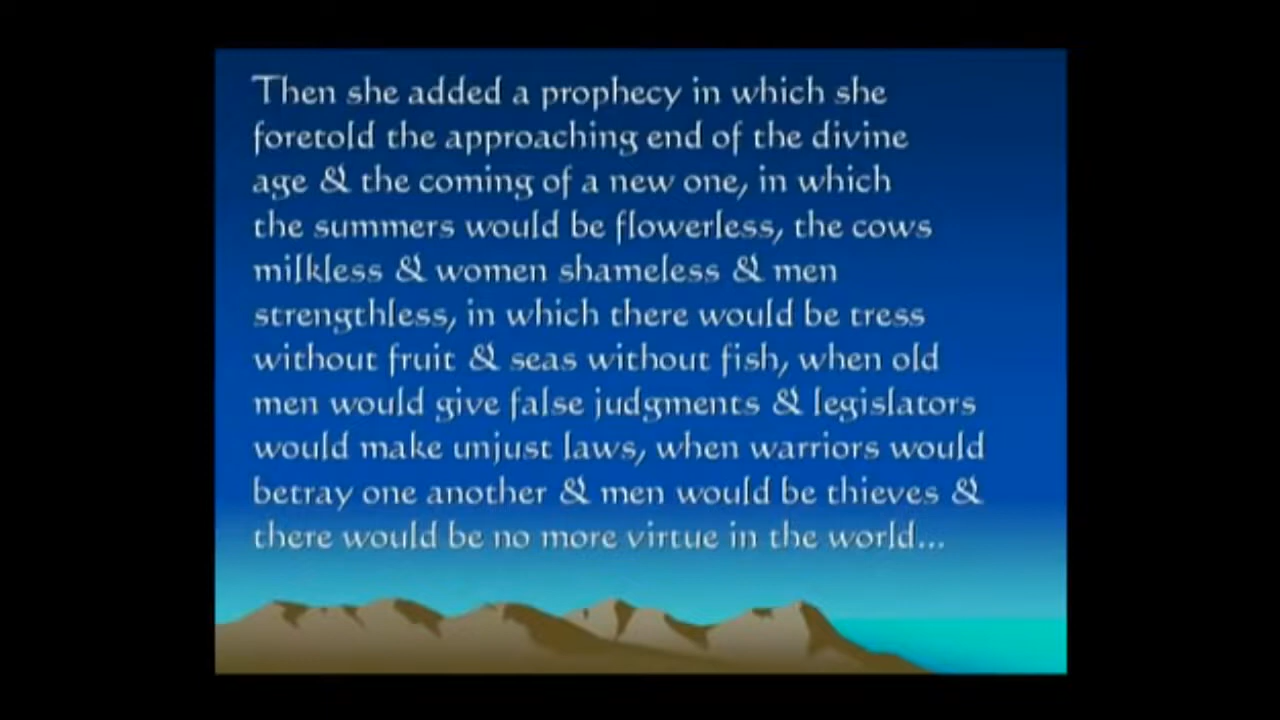 Then she added a prophecy in which she
foretold the approaching end of the divine
age & the coming of a new one, in which
the summers would be flowerless, the cows
milkless & women shameless & men
strengthless, in which there would be tress
without fruit & seas without fish, when old
men would give false judgments & legislators
would make unjust laws, when warriors would
betray one another & men would be thieves &
there would be no more virtue in the world...